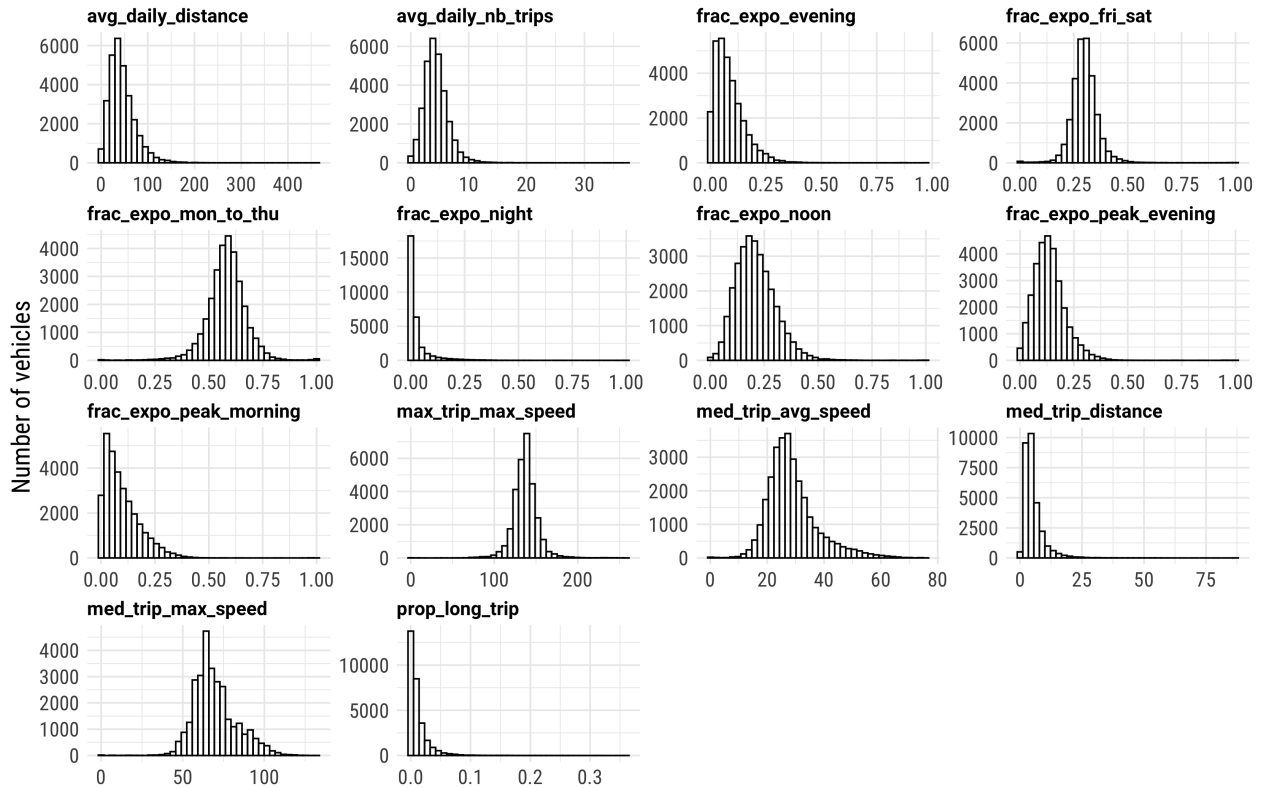 avg_daily_distance
avg_daily_nb_trips
frac_expo_evening
frac_expo_fri_sat
6000
4000
2000
0
0 100 200 300 400
6000
4000
2000
0
0 10 20 30
4000
2000
0
0.00 0.25 0.50 0.75 1.00
6000
4000
2000
0
0.00 0.25 0.50 0.75 1.00
frac_expo_mon_to_thu
frac_expo_night
frac_expo_noon
frac_expo_peak_evening
4000
3000
2000
1000
0
0.00 0.25 0.50 0.75 1.00
15000
10000
5000
0
0.00 0.25 0.50 0.75 1.00
3000
2000
1000
0
0.00 0.25 0.50 0.75 1.00
4000
3000
2000
1000
0
0.00 0.25 0.50 0.75 1.00
Number of vehicles
frac_expo_peak_morning
max_trip_max_speed
med_trip_avg_speed
med_trip_distance
4000
2000
0
0.00 0.25 0.50 0.75 1.00
6000
4000
2000
0
0 100 200
3000
2000
1000
0
0 20 40 60 80
10000
7500
5000
2500
0
0 25 50 75
med_trip_max_speed
prop_long_trip
4000
3000
2000
1000
0
0 50 100
10000
5000
0
0.0 0.1 0.2 0.3